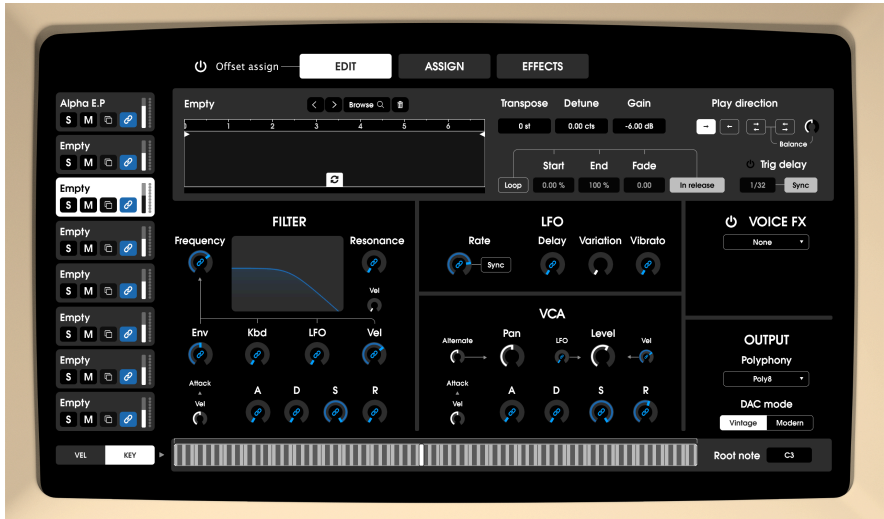 Offset assign
EDIT
ASSIGN
EFFECTS
Alpha E.P
S M
Empty
S M
Empty
S M
Empty
S M
Empty
S M
Empty
S M
Empty
S M
Empty
S M
Empty
Browse
1 2 3 4 5 6
Transpose Detune Gain
0 st 0.00 cts -6.00 dB
Play direction
Balance
Start End Fade
Loop 0.00 % 100 % 0.00 In release
Trig delay
1/32 Sync
FILTER
Frequency Resonance
Vel
Env Kbd LFO Vel
Attack
Vel
A D S R
LFO
Rate Delay Variation Vibrato
Sync
VCA
Alternate Pan LFO Level Vel
Attack
Vel
A D S R
VOICE FX
None
OUTPUT
Polyphony
Poly8
DAC mode
Vintage Modern
VEL KEY
Root note C3